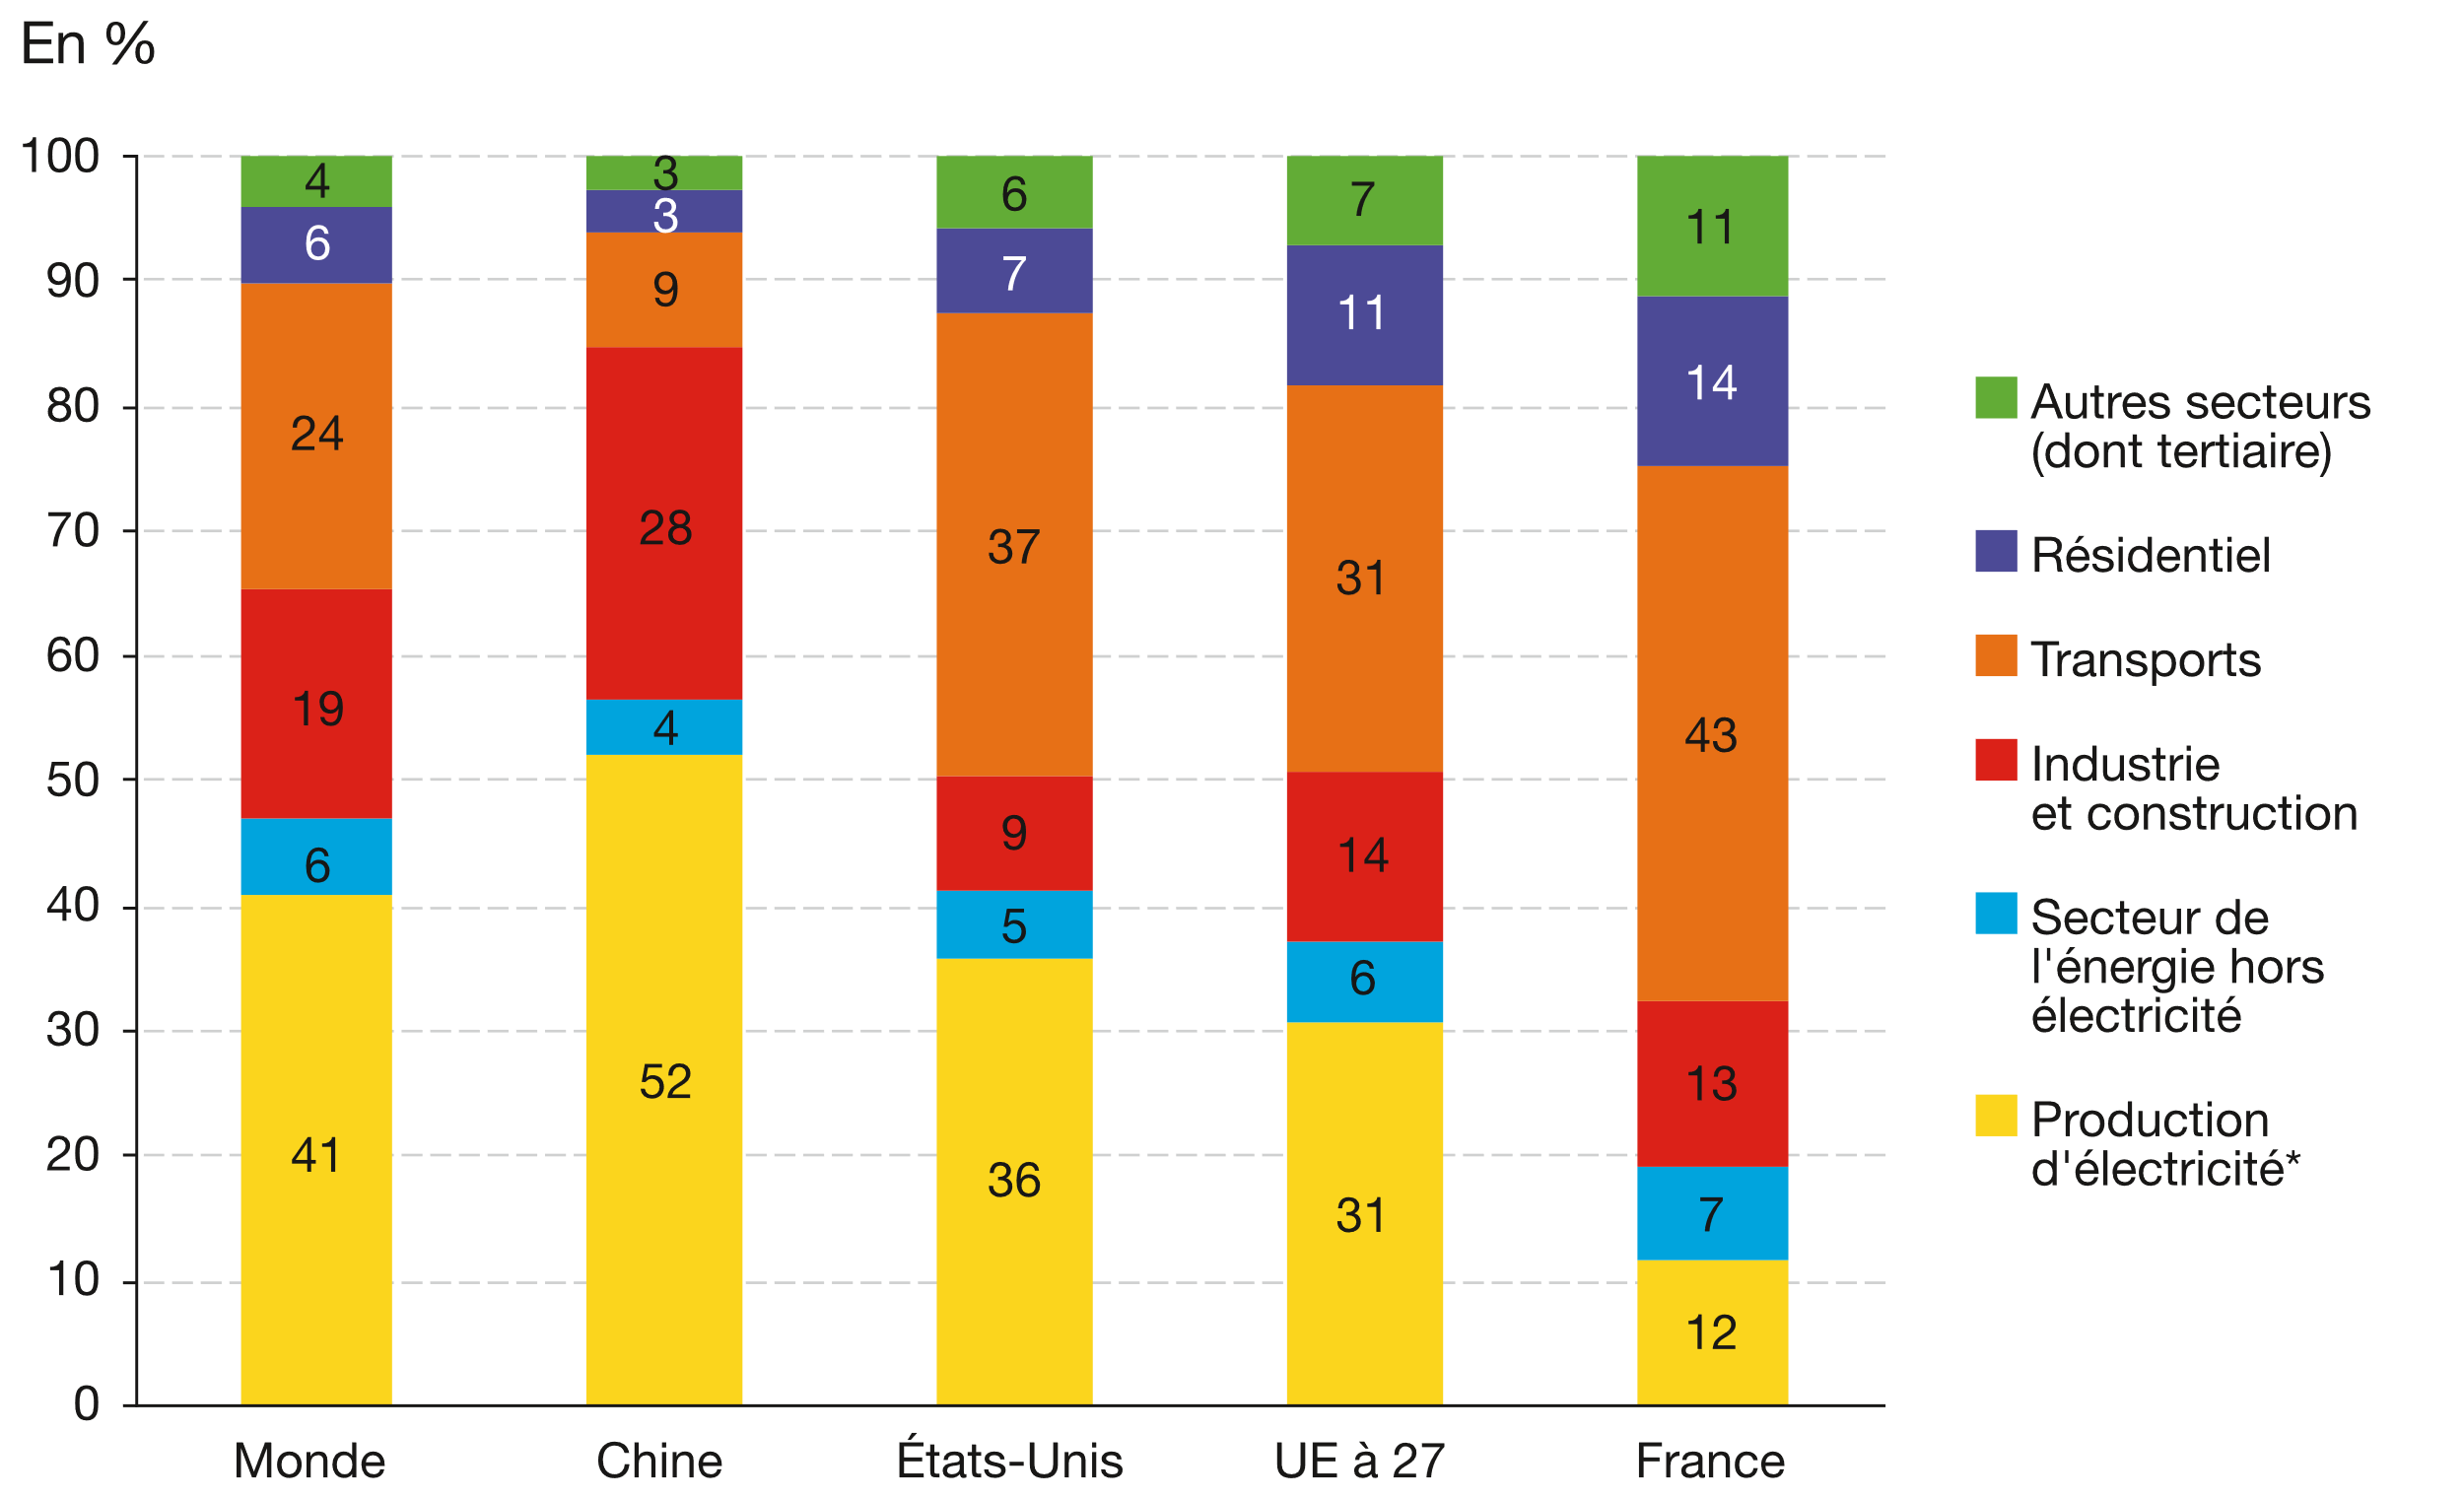 En %
100
90
80
70
60
50
40
30
20
10
0
4
6
24
19
6
41
3
3
9
28
4
52
6
7
37
9
5
36
7
11
31
14
6
31
11
14
43
13
7
12
Monde
Chine
États-Unis
UE à 27
France
Autres secteurs
(dont tertiaire)
Résidentiel
Transports
Industrie
et construction
Secteur de
l'énergie hors
électricité
Production
d'électricité*